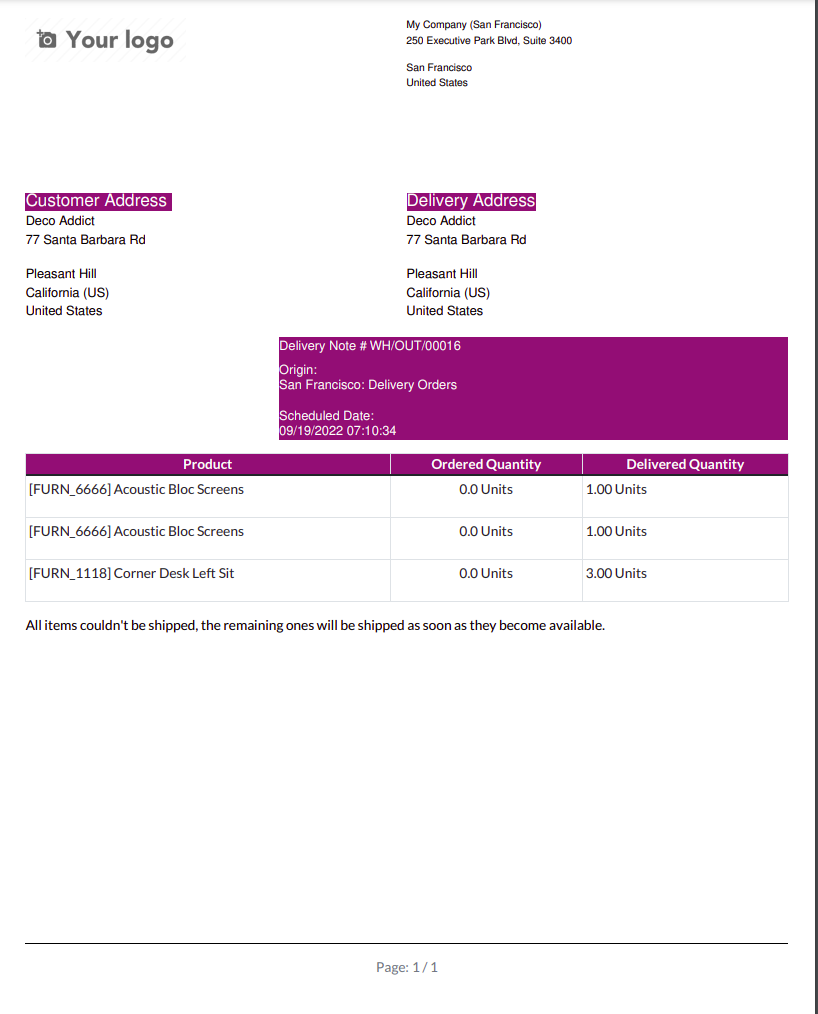 Your logo
My Company (San Francisco)
250 Executive Park Blvd, Suite 3400
San Francisco
United States
Customer Address
Deco Addict
77 Santa Barbara Rd
Pleasant Hill
California (US)
United States
Delivery Address
Deco Addict
77 Santa Barbara Rd
Pleasant Hill
California (US)
United States
Delivery Note # WH/OUT/00016
Origin:
San Francisco: Delivery Orders
Scheduled Date:
09/19/2022 07:10:34
Product Ordered Quantity Delivered Quantity
[FURN_6666] Acoustic Bloc Screens 0.0 Units 1.00 Units
[FURN_6666] Acoustic Bloc Screens 0.0 Units 1.00 Units
[FURN_1118] Corner Desk Left Sit 0.0 Units 3.00 Units
All items couldn't be shipped, the remaining ones will be shipped as soon as they become available.
Page: 1 / 1